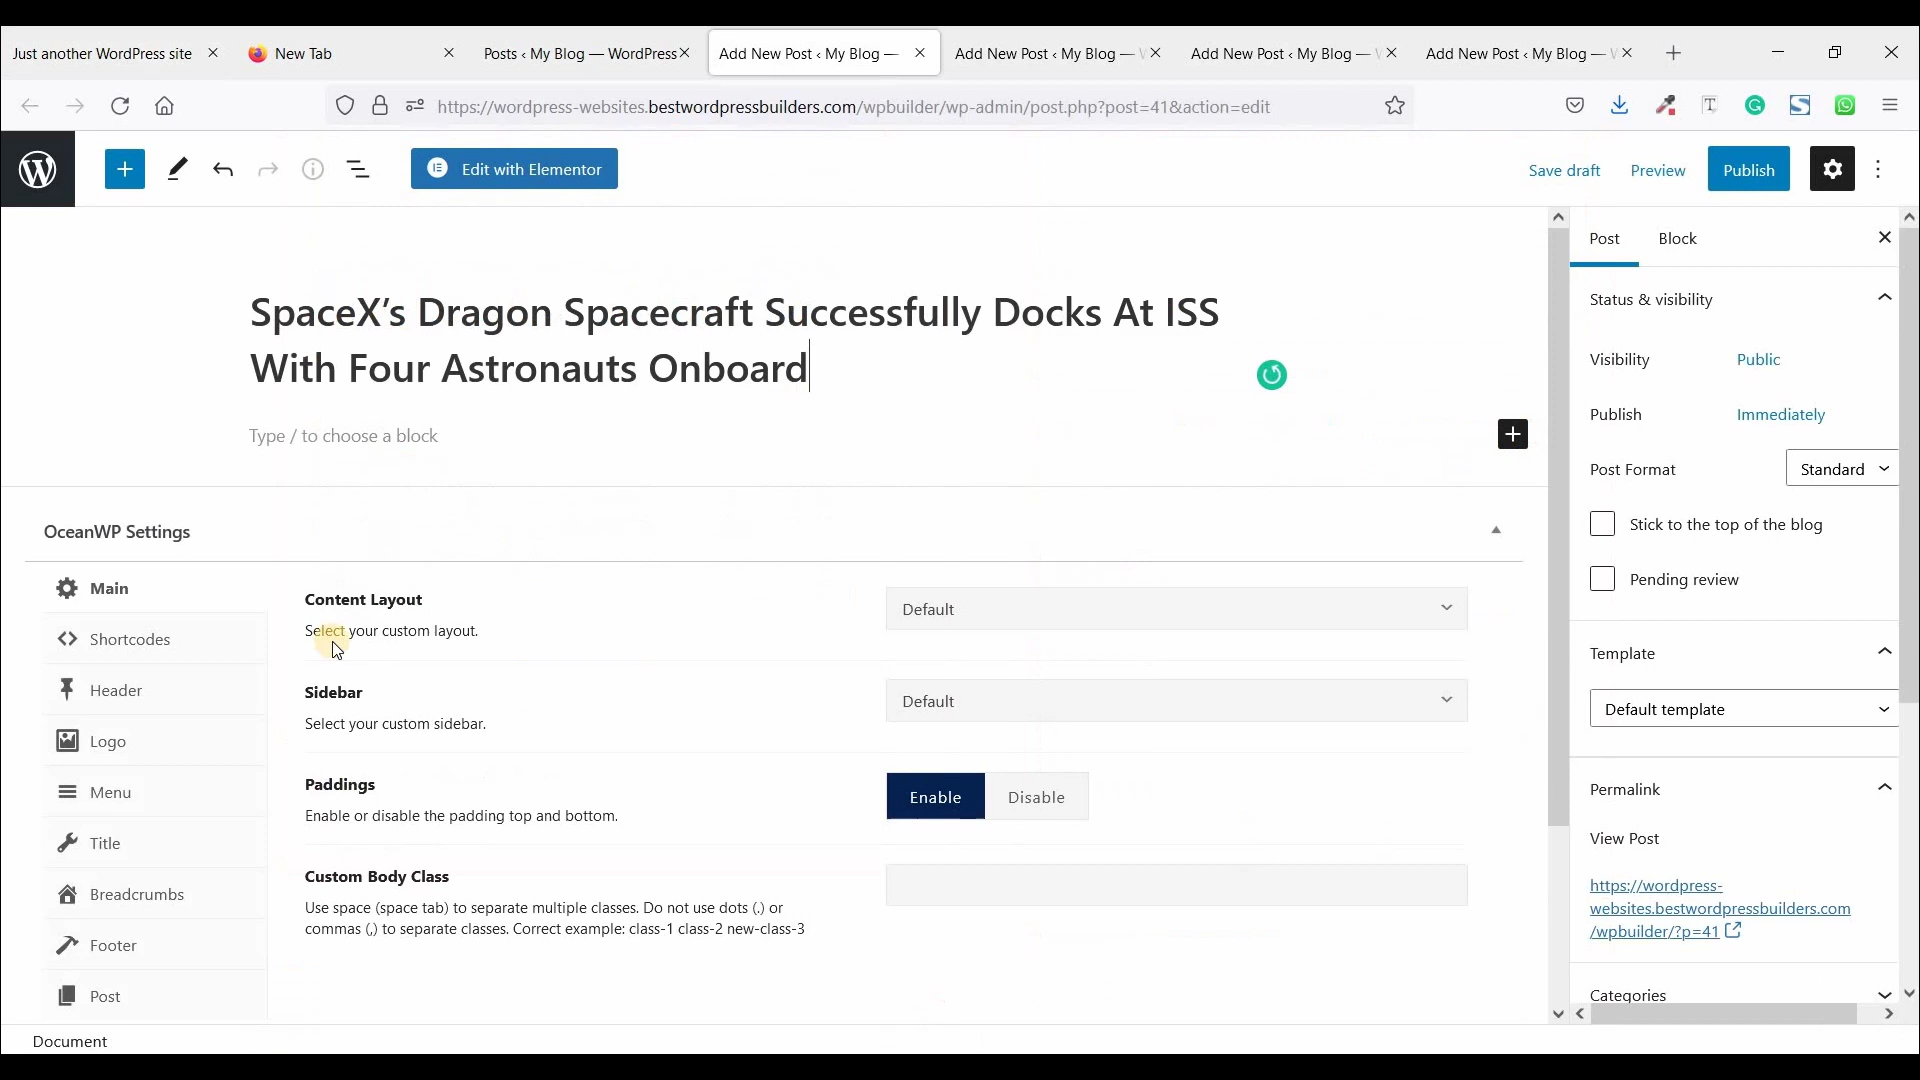 Just another WordPress site
New Tab
Posts ‹ My Blog — WordPress
Add New Post ‹ My Blog —
Add New Post ‹ My Blog — W
Add New Post ‹ My Blog — W
Add New Post ‹ My Blog — W
https://wordpress-websites.bestwordpressbuilders.com/wpbuilder/wp-admin/post.php?post=41&action=edit
Edit with Elementor
Save draft
Preview
Publish
SpaceX’s Dragon Spacecraft Successfully Docks At ISS
With Four Astronauts Onboard
Type / to choose a block
OceanWP Settings
Main
Shortcodes
Header
Logo
Menu
Title
Breadcrumbs
Footer
Post
Content Layout
Select your custom layout.
Default
Sidebar
Select your custom sidebar.
Default
Paddings
Enable or disable the padding top and bottom.
Enable
Disable
Custom Body Class
Use space (space tab) to separate multiple classes. Do not use dots (.) or
commas (,) to separate classes. Correct example: class-1 class-2 new-class-3
Post
Block
Status & visibility
Visibility
Public
Publish
Immediately
Post Format
Standard
Stick to the top of the blog
Pending review
Template
Default template
Permalink
View Post
https://wordpress-
websites.bestwordpressbuilders.com
/wpbuilder/?p=41
Categories
Document